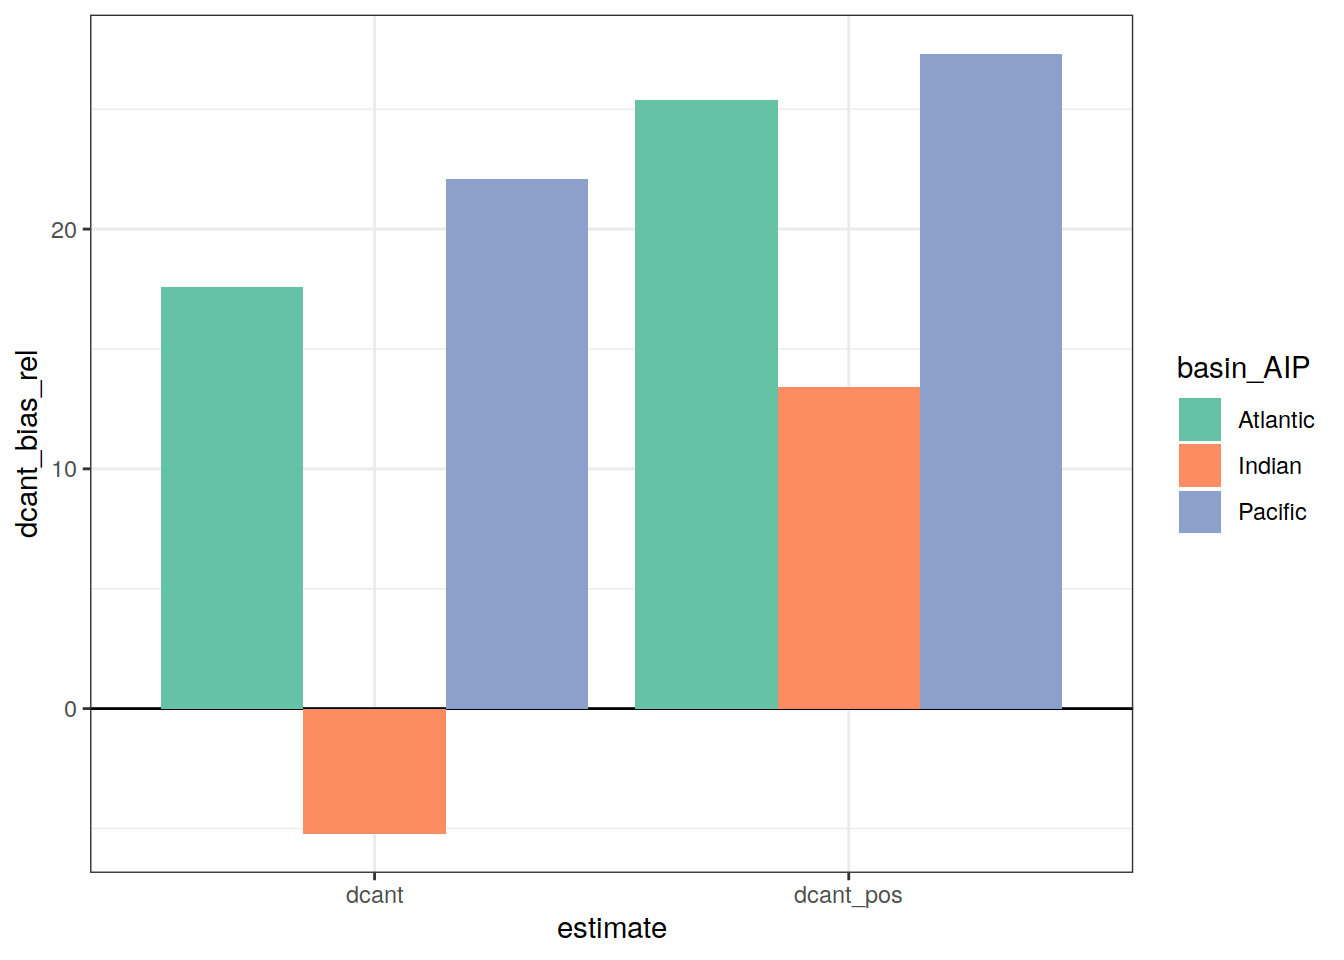 dcant_bias_rel
20
10
0
dcant
dcant_pos
estimate
basin_AIP
Atlantic
Indian
Pacific